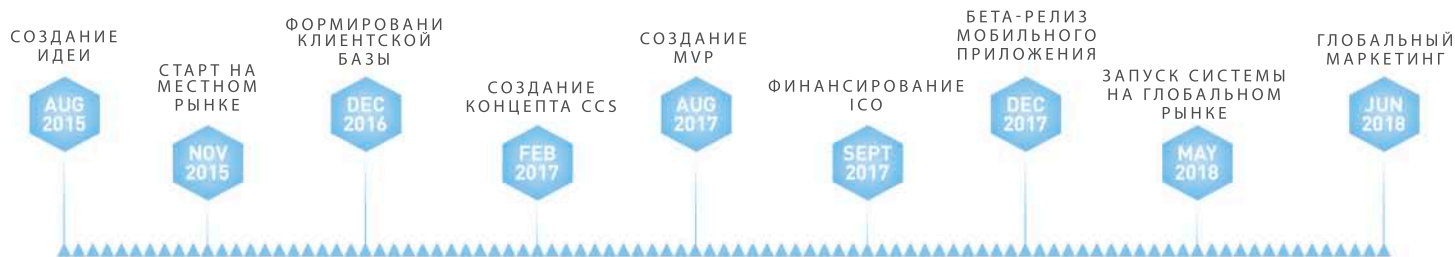 СОЗДАНИЕ
ИДЕИ
AUG
2015
СТАРТ НА
МЕСТНОМ
РЫНКЕ
NOV
2015
ФОРМИРОВАНИ
КЛИЕНТСКОЙ
БАЗЫ
DEC
2016
СОЗДАНИЕ
КОНЦЕПТА CCS
FEB
2017
СОЗДАНИЕ
MVP
AUG
2017
ФИНАНСИРОВАНИЕ
ICO
SEPT
2017
БЕТА-РЕЛИЗ
МОБИЛЬНОГО
ПРИЛОЖЕНИЯ
DEC
2017
ЗАПУСК СИСТЕМЫ
НА ГЛОБАЛЬНОМ
РЫНКЕ
MAY
2018
ГЛОБАЛЬНЫЙ
МАРКЕТИНГ
JUN
2018